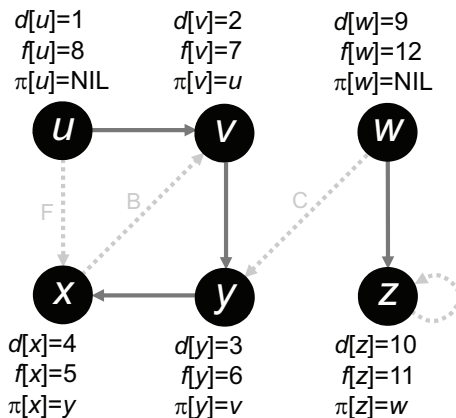 d[u]=1
f[u]=8
π[u]=NIL
d[v]=2
f[v]=7
π[v]=u
d[w]=9
f[w]=12
π[w]=NIL
u
v
w
F
B
C
x
y
z
d[x]=4
f[x]=5
π[x]=y
d[y]=3
f[y]=6
π[y]=v
d[z]=10
f[z]=11
π[z]=w